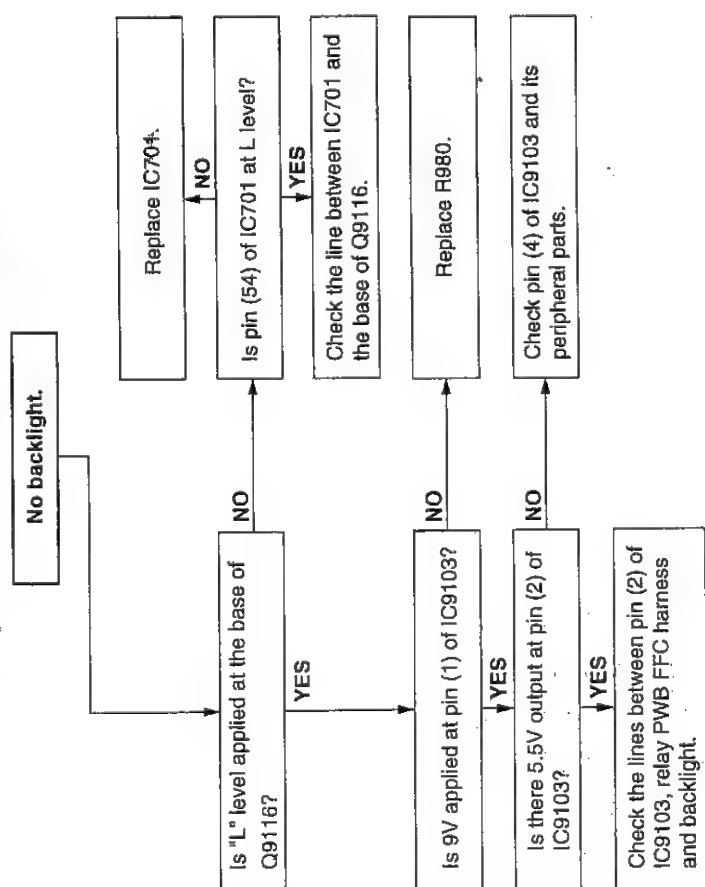 No backlight.
Is "L" level applied at the base of
Q9116?
NO
Replace IC701.
NO
Is pin (54) of IC701 at L level?
YES
Check the line between IC701 and
the base of Q9116.
YES
Is 9V applied at pin (1) of IC9103?
NO
Replace R980.
YES
Is there 5.5V output at pin (2) of
IC9103?
NO
Check pin (4) of IC9103 and its
peripheral parts.
YES
Check the lines between pin (2) of
IC9103, relay PWB FFC harness
and backlight.